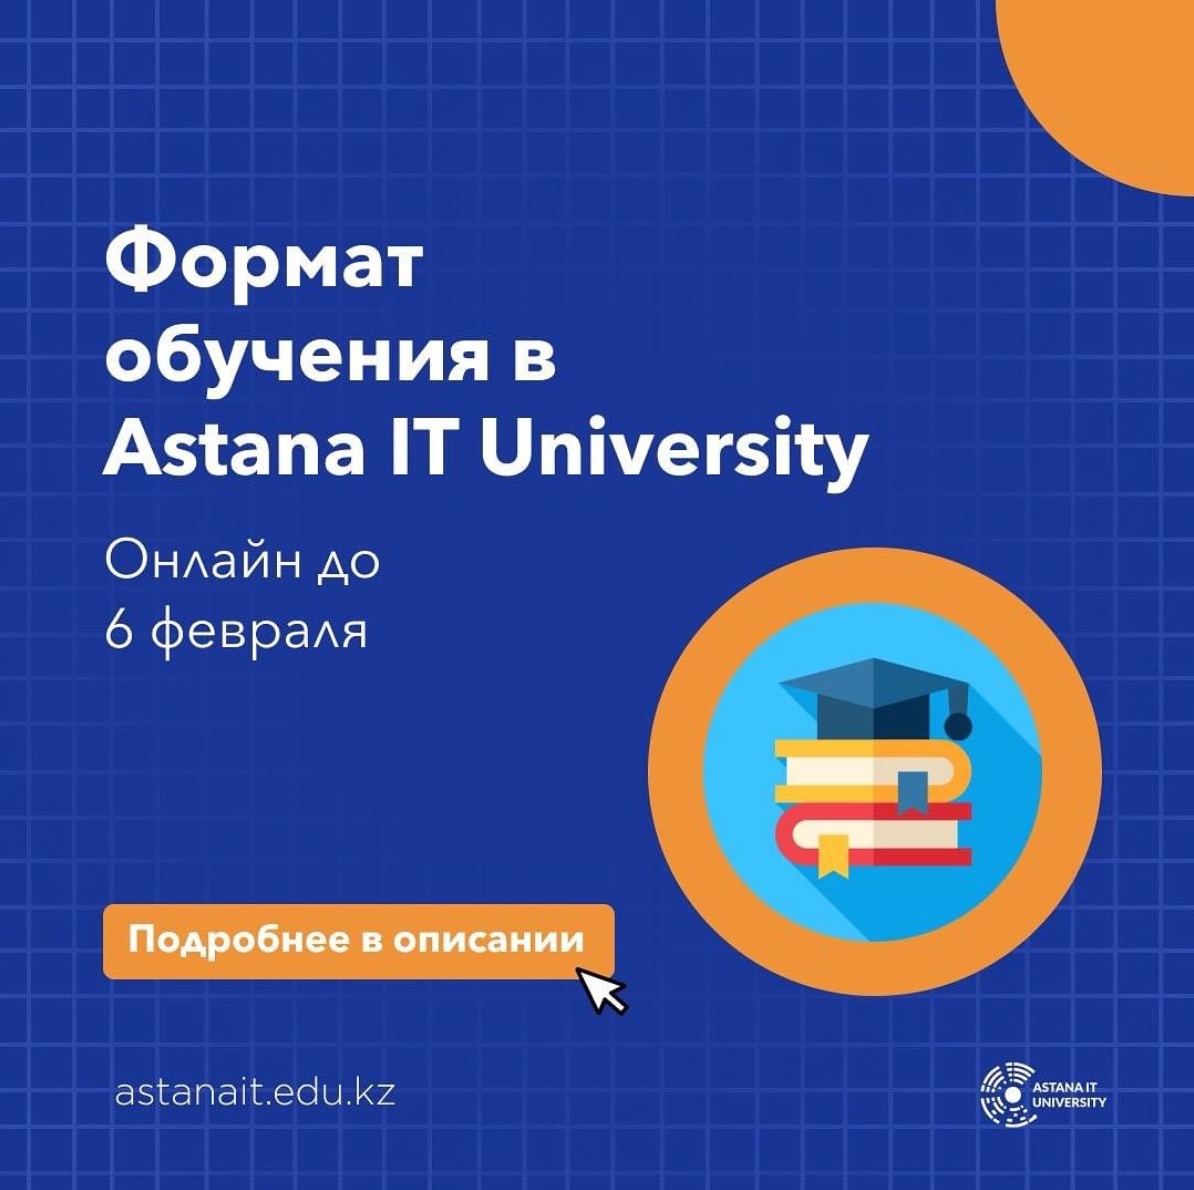 Формат
обучения в
Astana IT University
Онлайн до
6 февраля
Подробнее в описании
astanait.edu.kz
ASTANA IT
UNIVERSITY